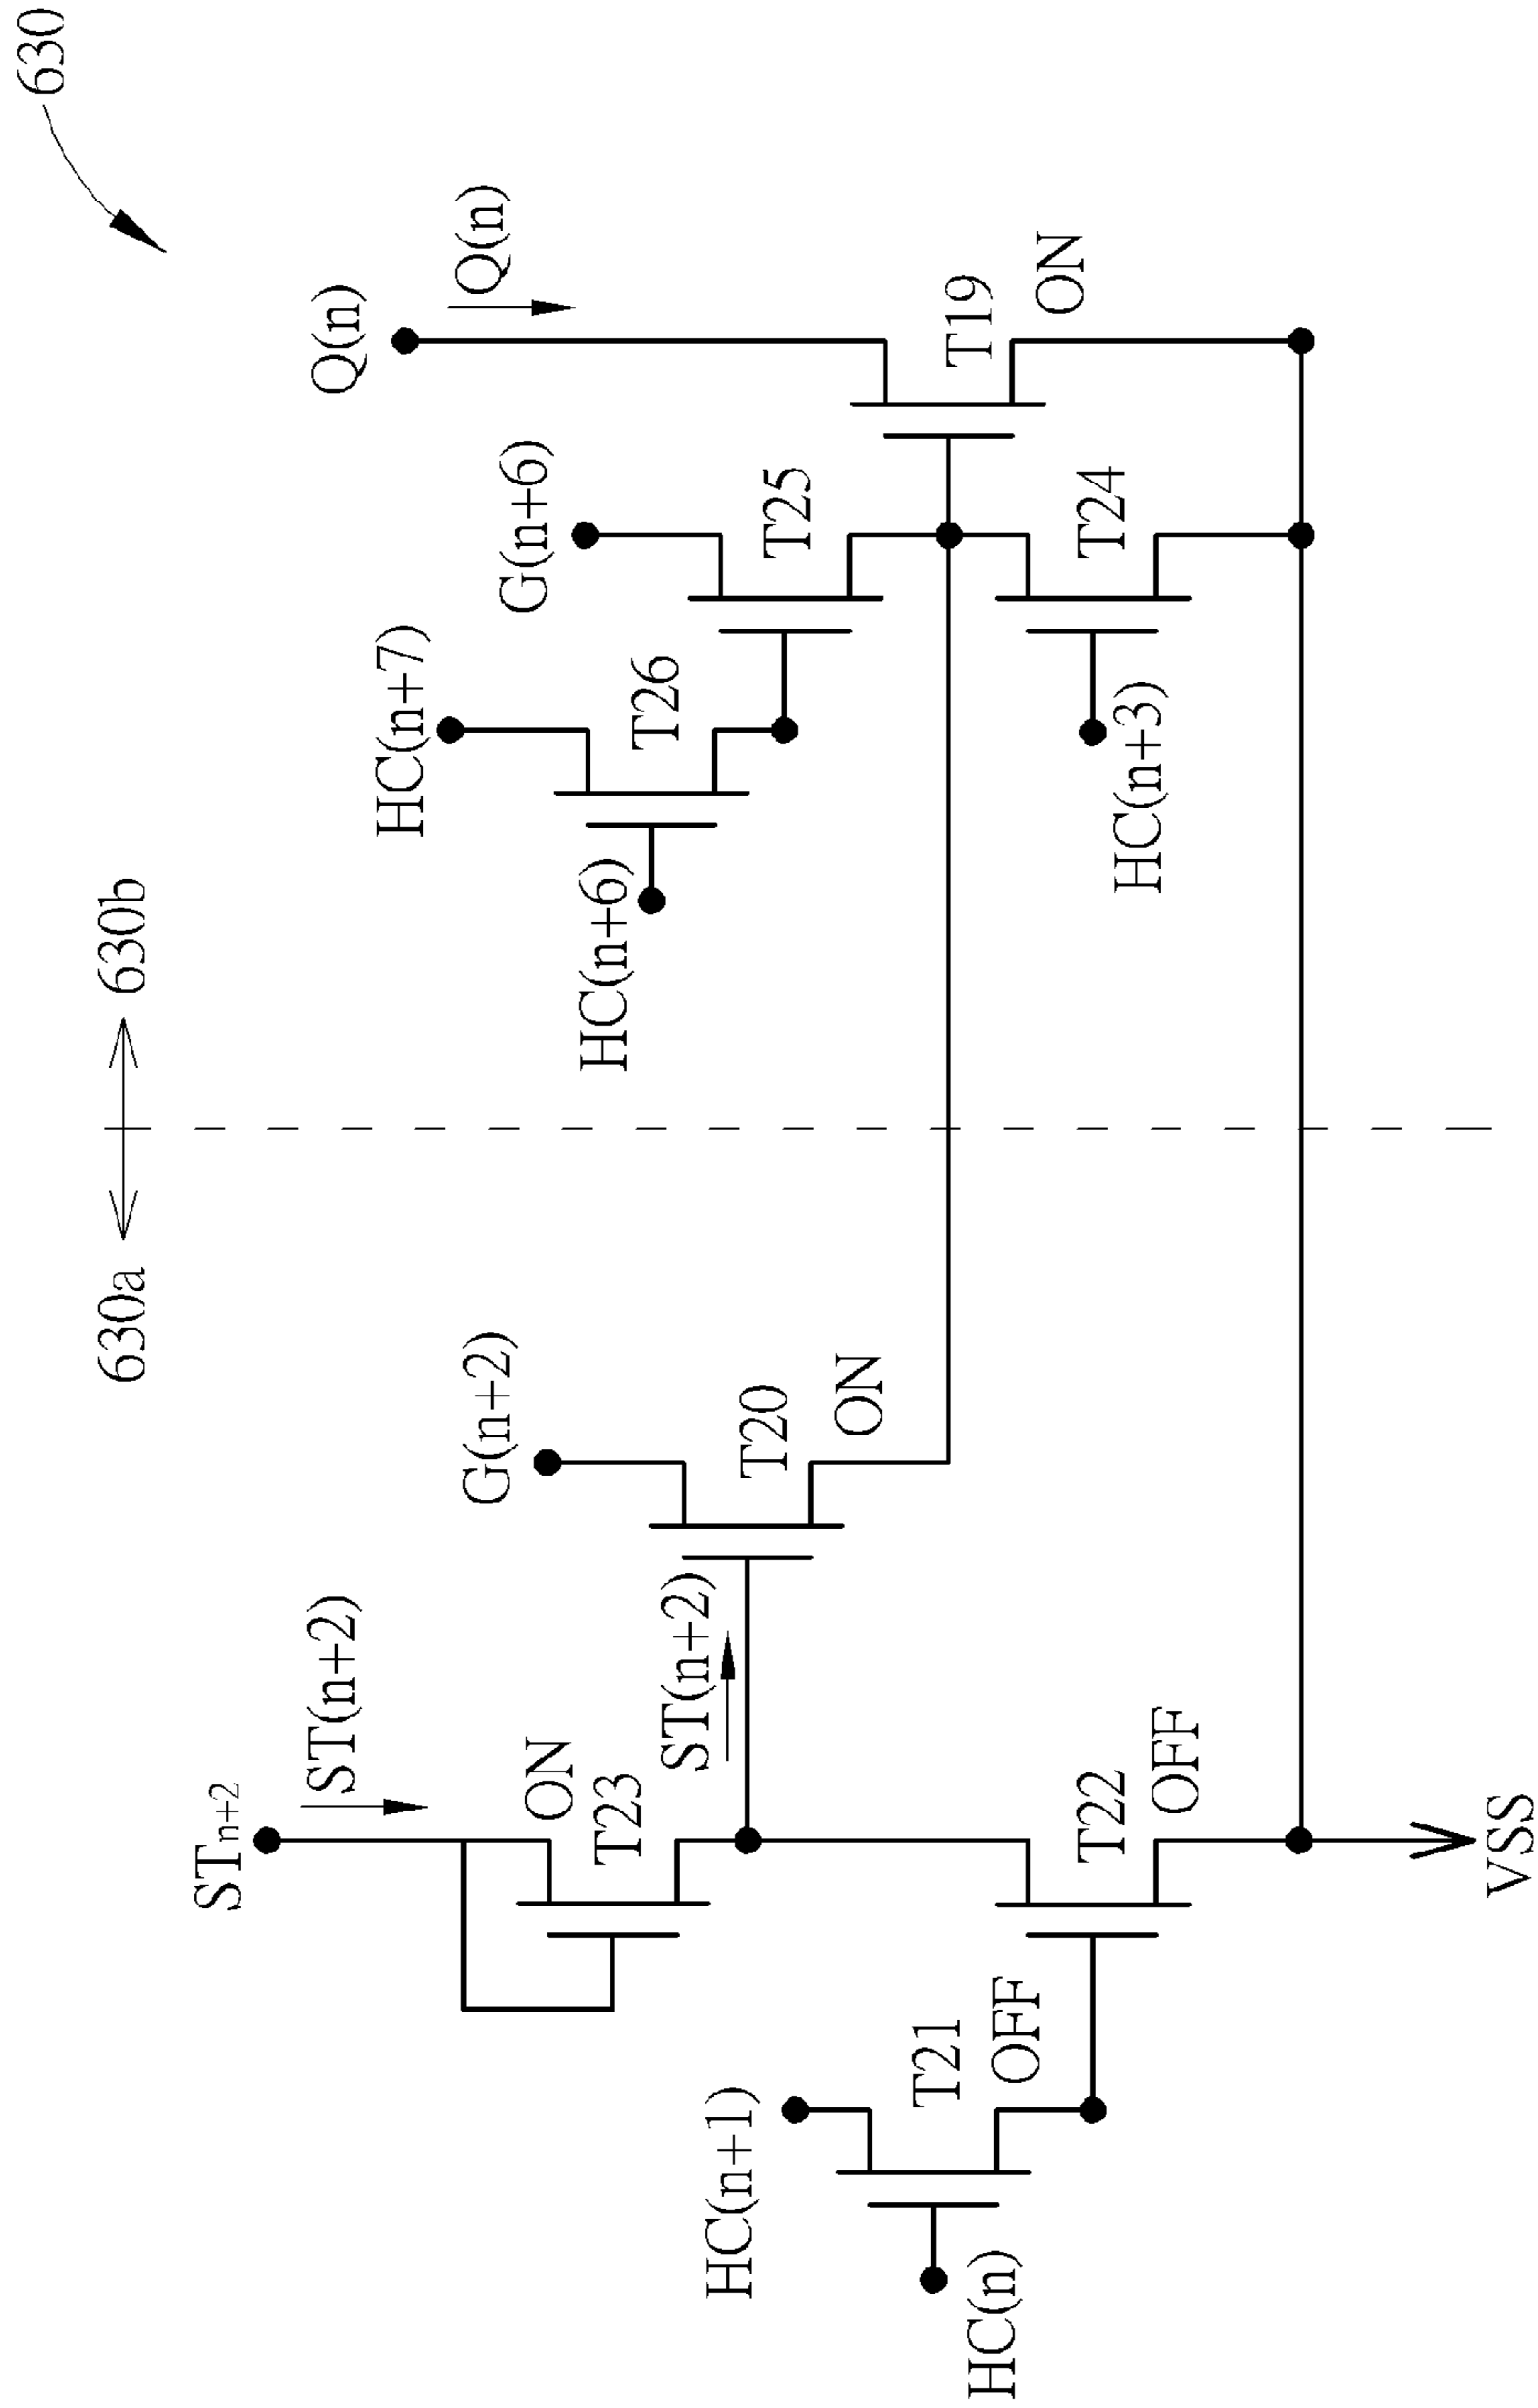 630
630a
630b
STn+2
ST(n+2)
ON
T23
ST(n+2)
G(n+2)
T20
ON
HC(n+1)
T21
OFF
HC(n)
T22
OFF
VSS
HC(n+7)
T26
HC(n+6)
G(n+6)
T25
HC(n+3)
T24
Q(n)
Q(n)
T19
ON